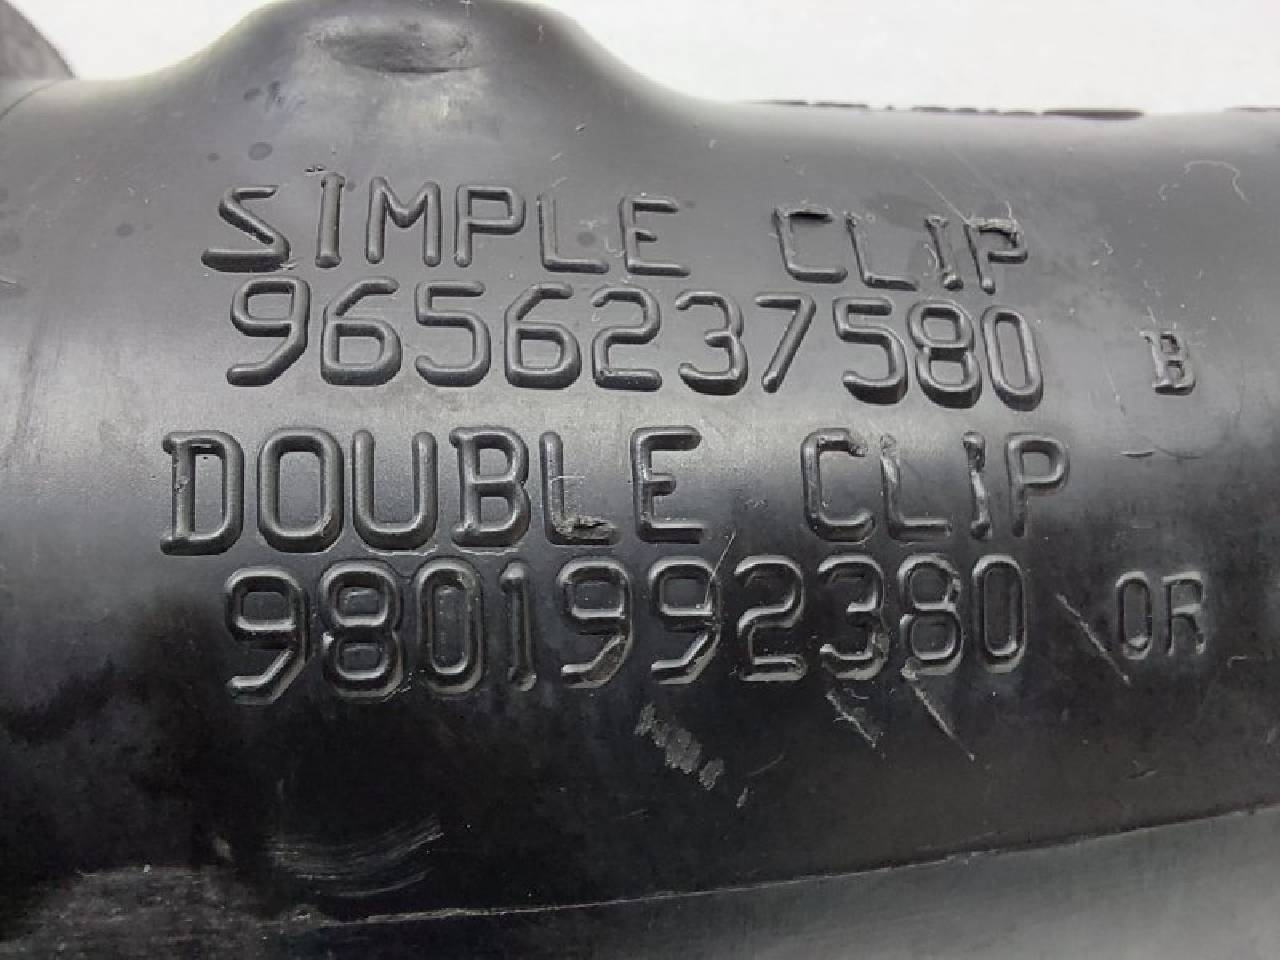 SIMPLE CLIP
9656237580 B
DOUBLE CLIP
9801992380 OR